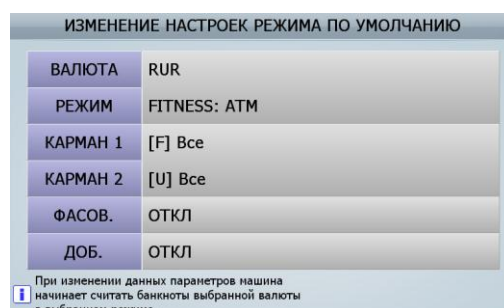 ИЗМЕНЕНИЕ НАСТРОЕК РЕЖИМА ПО УМОЛЧАНИЮ
ВАЛЮТА RUR
РЕЖИМ FITNESS: ATM
КАРМАН 1 [F] Все
КАРМАН 2 [U] Все
ФАСОВ. ОТКЛ
ДОБ. ОТКЛ
При изменении данных параметров машина
i начинает считать банкноты выбранной валюты